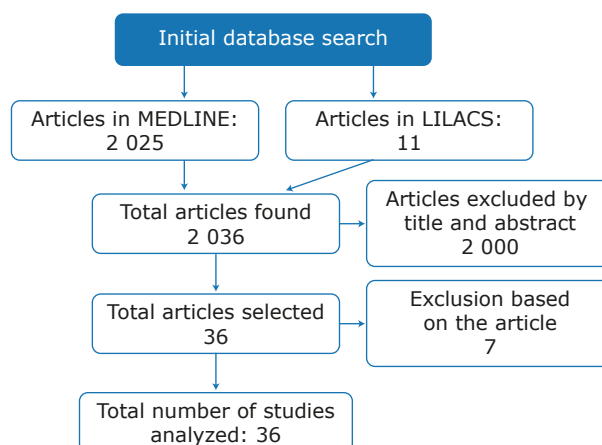 Initial database search
Articles in MEDLINE:
2 025
Articles in LILACS:
11
Total articles found
2 036
Articles excluded by
title and abstract
2 000
Total articles selected
36
Exclusion based
on the article
7
Total number of studies
analyzed: 36